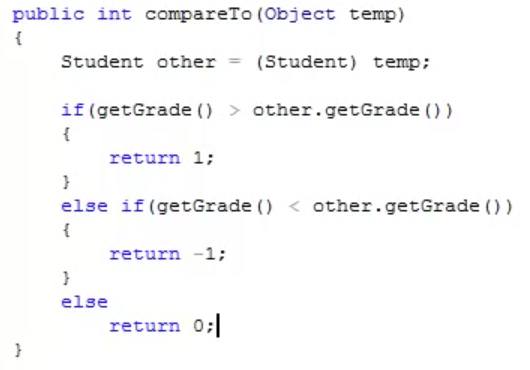 public int compareTo(Object temp)
{
    Student other = (Student) temp;

    if(getGrade() > other.getGrade())
    {
        return 1;
    }
    else if(getGrade() < other.getGrade())
    {
        return -1;
    }
    else
        return 0;
}